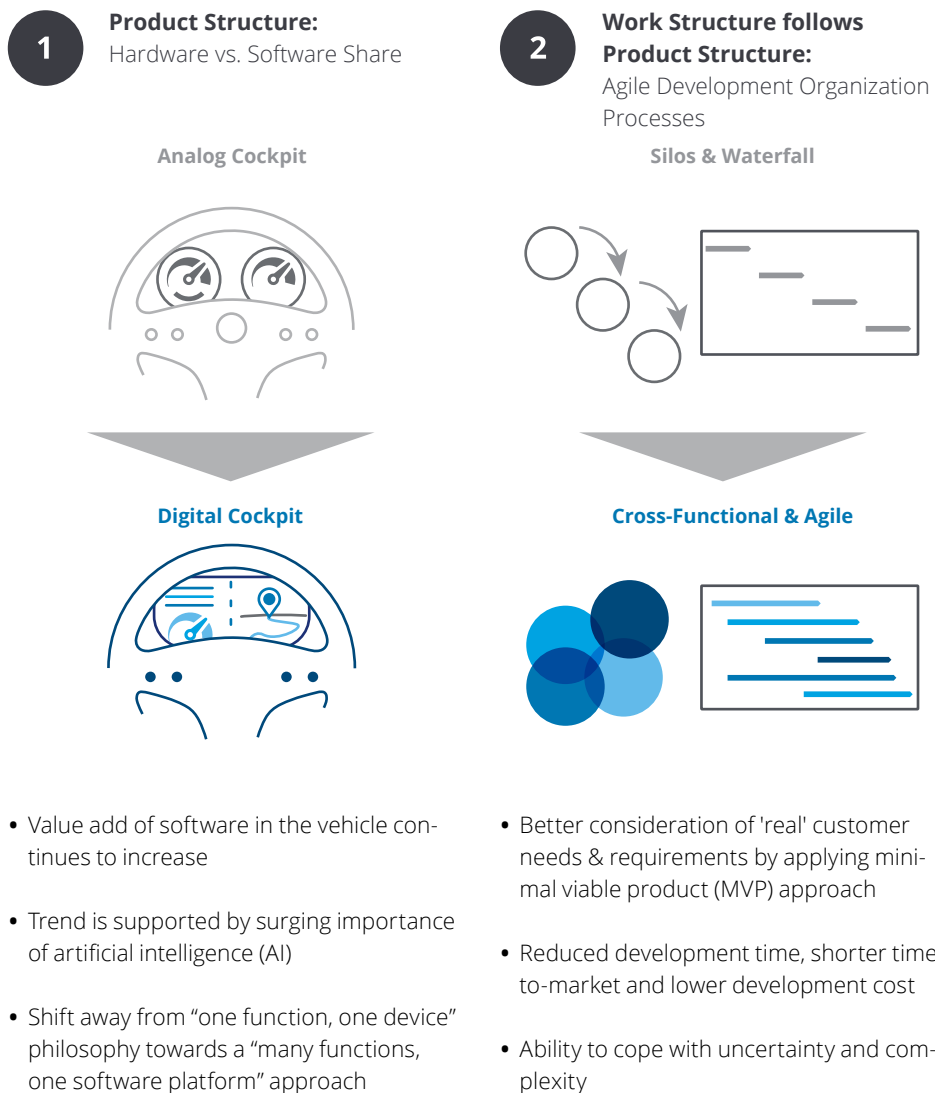 1
Product Structure:
Hardware vs. Software Share
Analog Cockpit
Digital Cockpit
• Value add of software in the vehicle con-
tinues to increase
• Trend is supported by surging importance
of artificial intelligence (AI)
• Shift away from “one function, one device”
philosophy towards a “many functions,
one software platform” approach
2
Work Structure follows
Product Structure:
Agile Development Organization
Processes
Silos & Waterfall
Cross-Functional & Agile
• Better consideration of 'real' customer
needs & requirements by applying mini-
mal viable product (MVP) approach
• Reduced development time, shorter time
to-market and lower development cost
• Ability to cope with uncertainty and com-
plexity